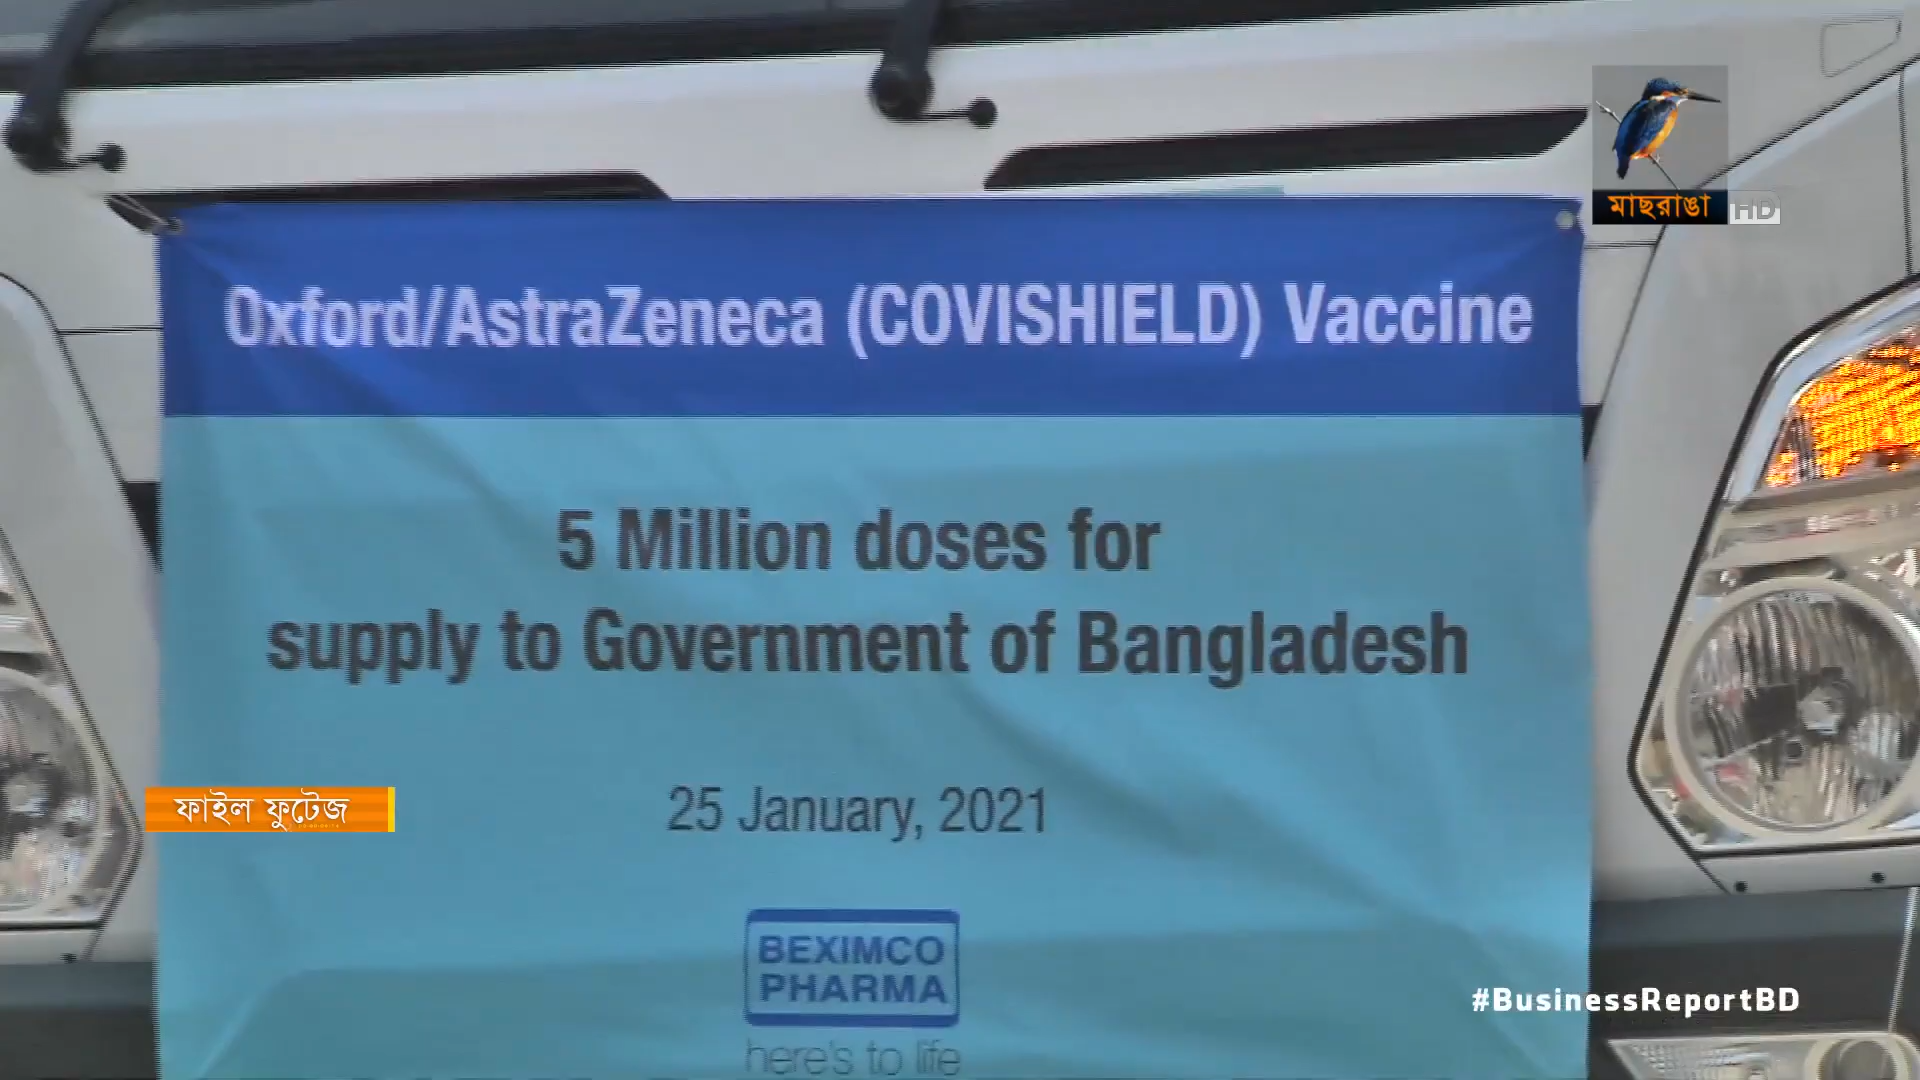 মাছরাঙা HD
Oxford/AstraZeneca (COVISHIELD) Vaccine
5 Million doses for
supply to Government of Bangladesh
ফাইল ফুটেজ
25 January, 2021
BEXIMCO
PHARMA
here's to life
#BusinessReportBD